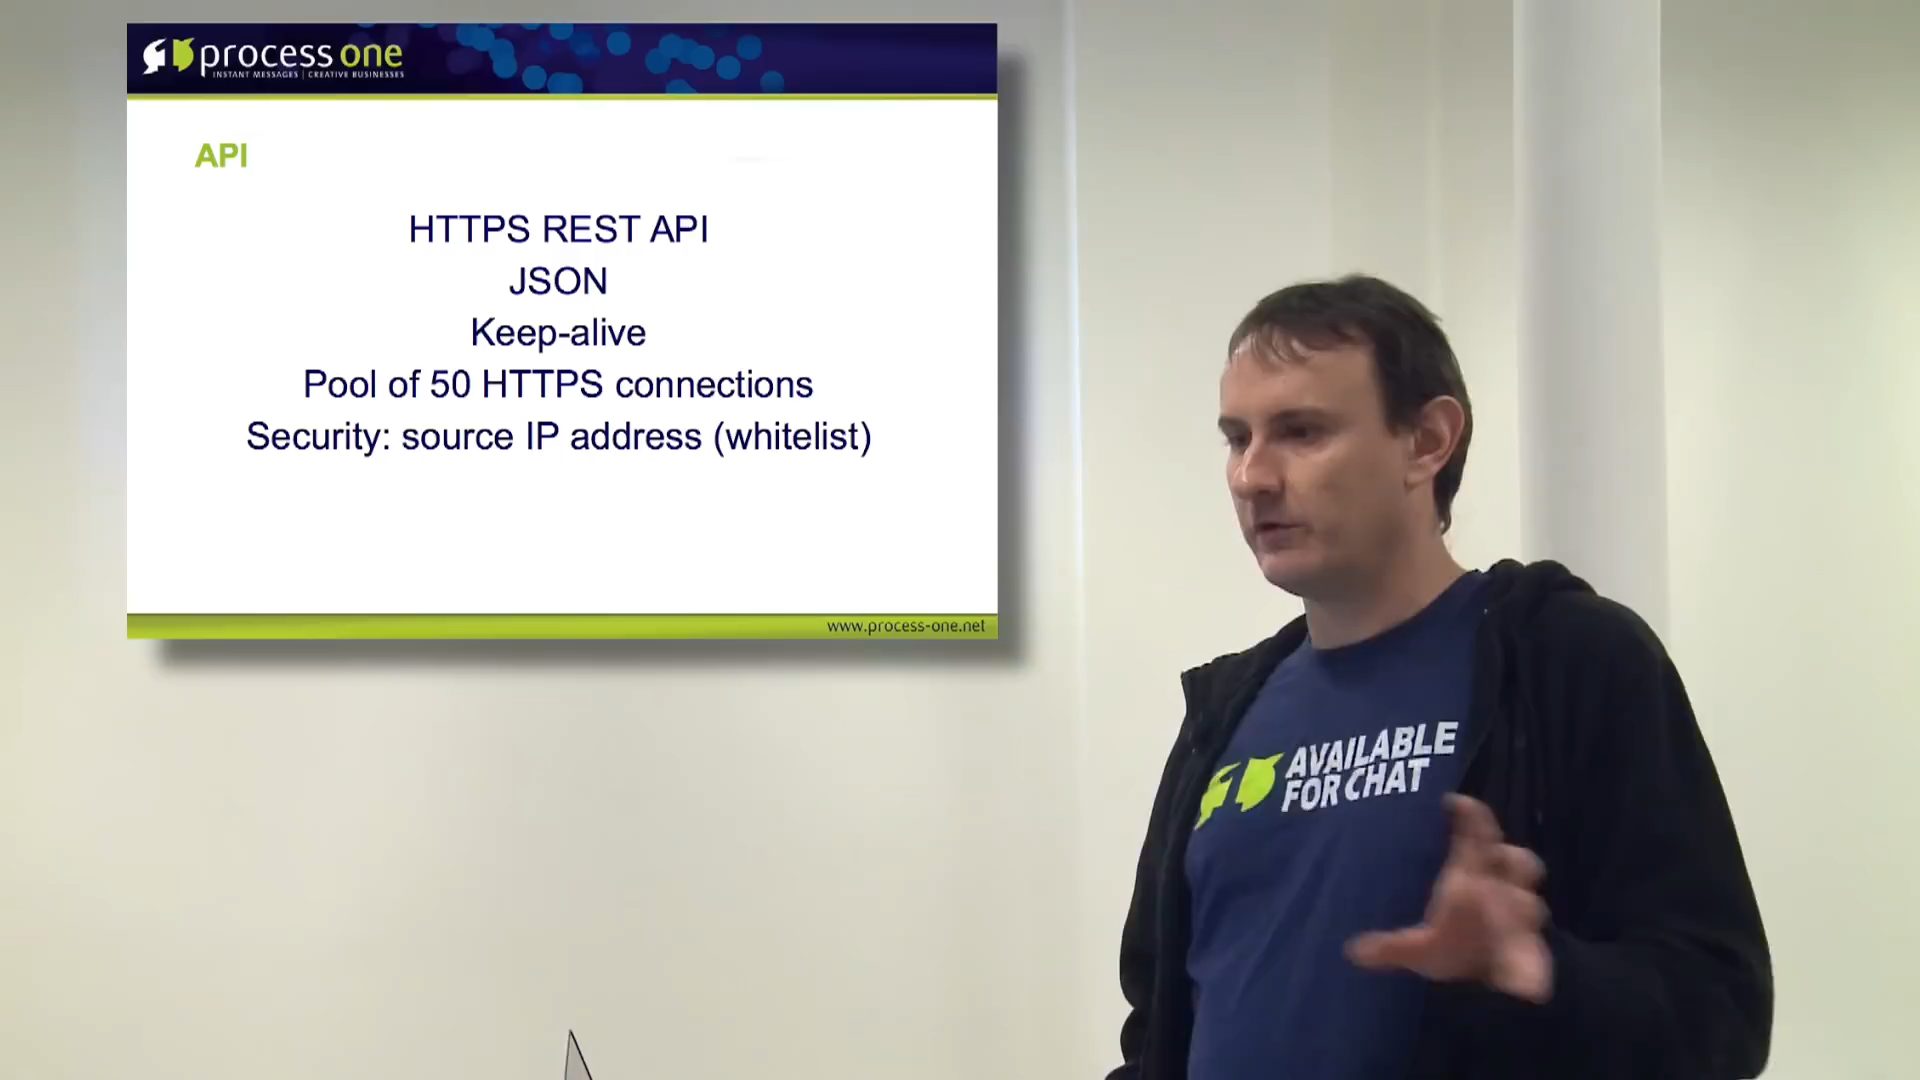 process one
INSTANT MESSAGES | CREATIVE BUSINESSES
API
HTTPS REST API
JSON
Keep-alive
Pool of 50 HTTPS connections
Security: source IP address (whitelist)
www.process-one.net
AVAILABLE
FOR CHAT